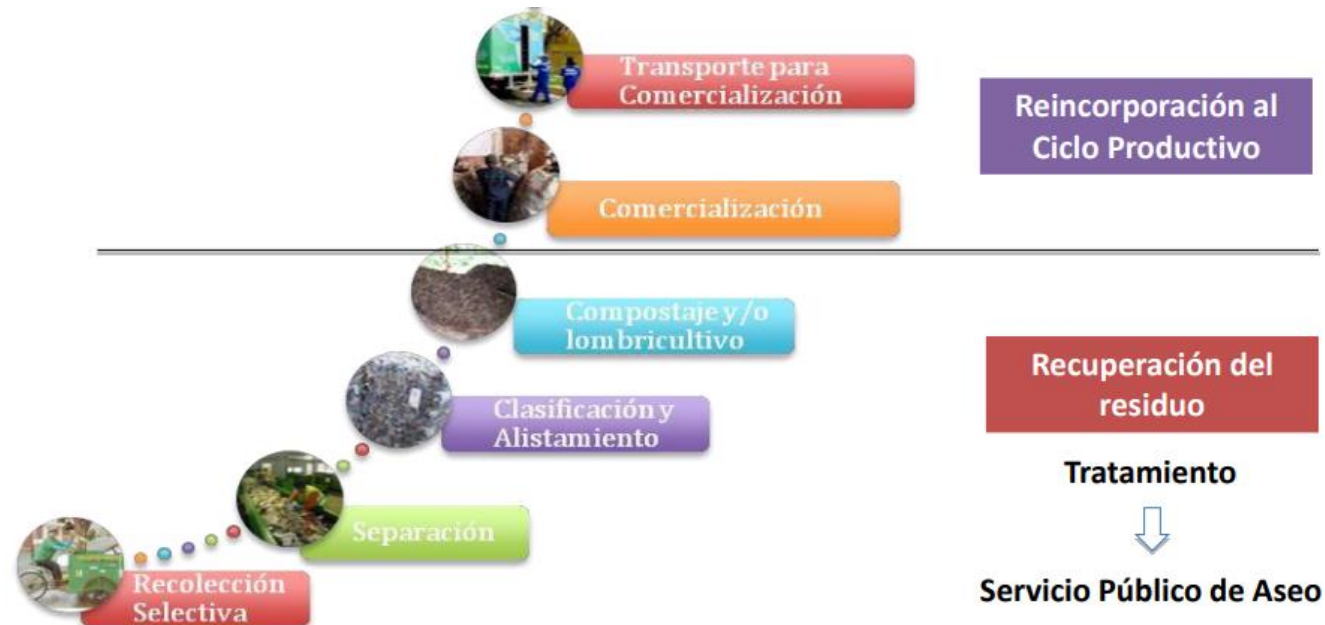 Transporte para
Comercialización
Reincorporación al
Ciclo Productivo
Comercialización
Compostaje y/o
lombricultivo
Recuperación del
residuo
Clasificación y
Alistamiento
Tratamiento
Separación
Servicio Público de Aseo
Recolección
Selectiva